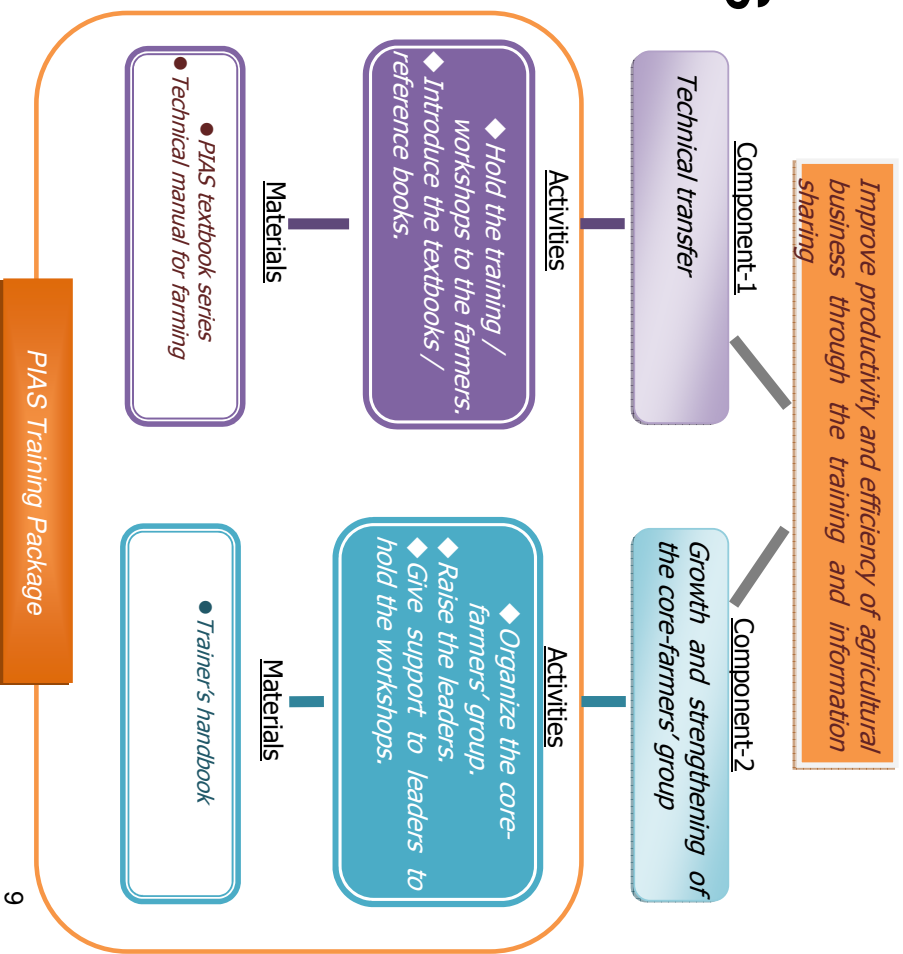 Improve productivity and efficiency of agricultural
business through the training and information
sharing
Component-1
Technical transfer
Activities
◆ Hold the training /
workshops to the farmers.
◆ Introduce the textbooks /
reference books.
Materials
● PIAS textbook series
● Technical manual for farming
Component-2
Growth and strengthening of
the core-farmers' group
Activities
◆ Organize the core-
farmers' group.
◆ Raise the leaders.
◆ Give support to leaders to
hold the workshops.
Materials
● Trainer's handbook
PIAS Training Package
9